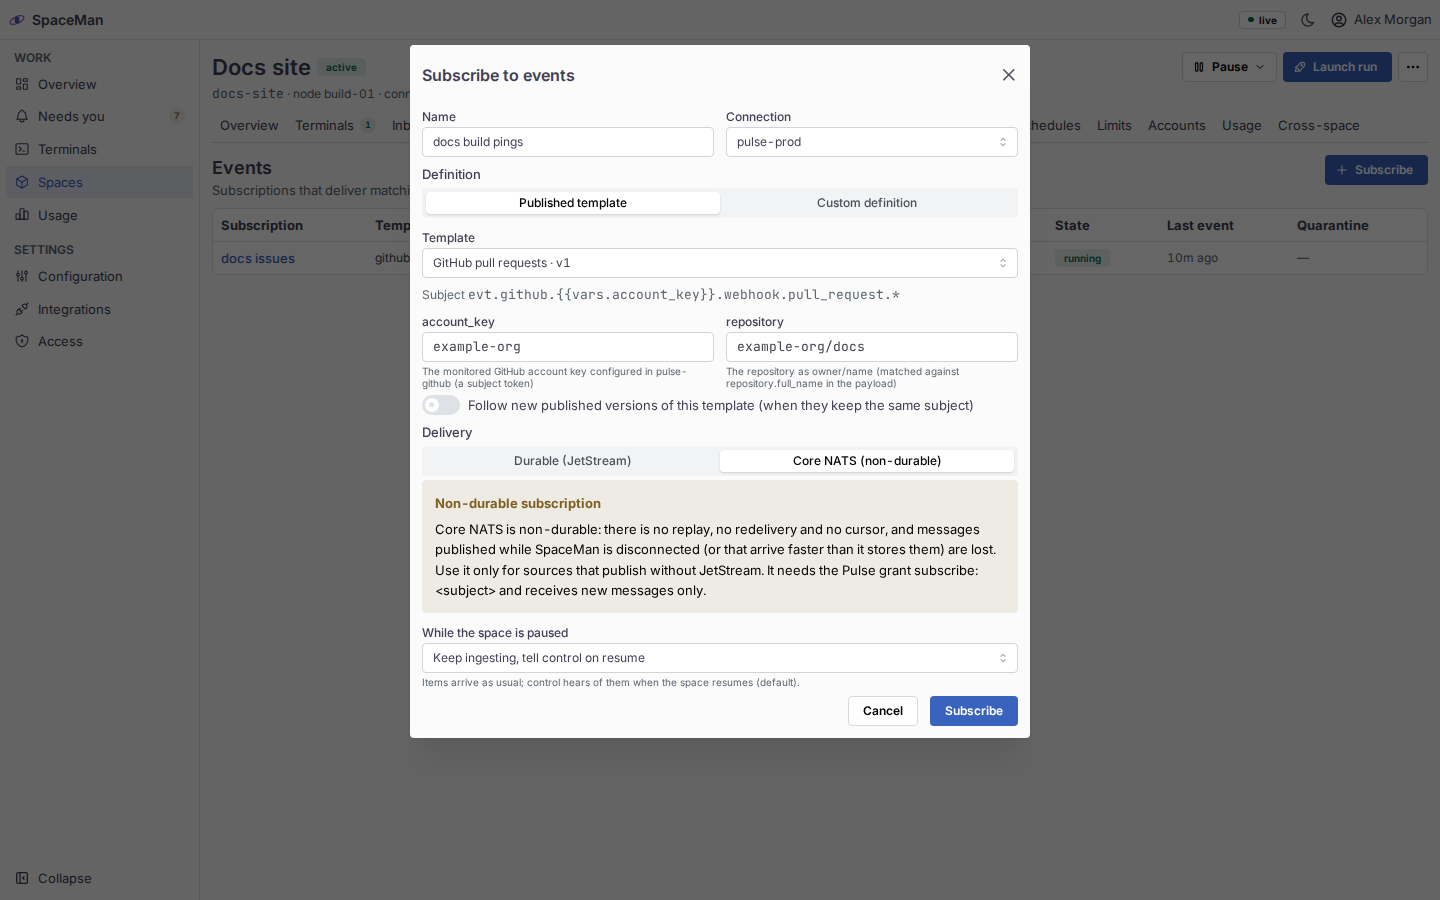 SpaceMan
live
Alex Morgan
WORK
Overview
Needs you
7
Terminals
Spaces
Usage
SETTINGS
Configuration
Integrations
Access
Collapse
Docs site
active
Pause
Launch run
docs-site · node build-01 · conn
Overview
Terminals
1
Inb
hedules
Limits
Accounts
Usage
Cross-space
Events
Subscriptions that deliver matchi
Subscribe
Subscription
Temp
State
Last event
Quarantine
docs issues
github
running
10m ago
—
Subscribe to events
Name
Connection
docs build pings
pulse-prod
Definition
Published template
Custom definition
Template
GitHub pull requests · v1
Subject evt.github.{{vars.account_key}}.webhook.pull_request.*
account_key
repository
example-org
example-org/docs
The monitored GitHub account key configured in pulse-
github (a subject token)
The repository as owner/name (matched against
repository.full_name in the payload)
Follow new published versions of this template (when they keep the same subject)
Delivery
Durable (JetStream)
Core NATS (non-durable)
Non-durable subscription
Core NATS is non-durable: there is no replay, no redelivery and no cursor, and messages
published while SpaceMan is disconnected (or that arrive faster than it stores them) are lost.
Use it only for sources that publish without JetStream. It needs the Pulse grant subscribe:
<subject> and receives new messages only.
While the space is paused
Keep ingesting, tell control on resume
Items arrive as usual; control hears of them when the space resumes (default).
Cancel
Subscribe